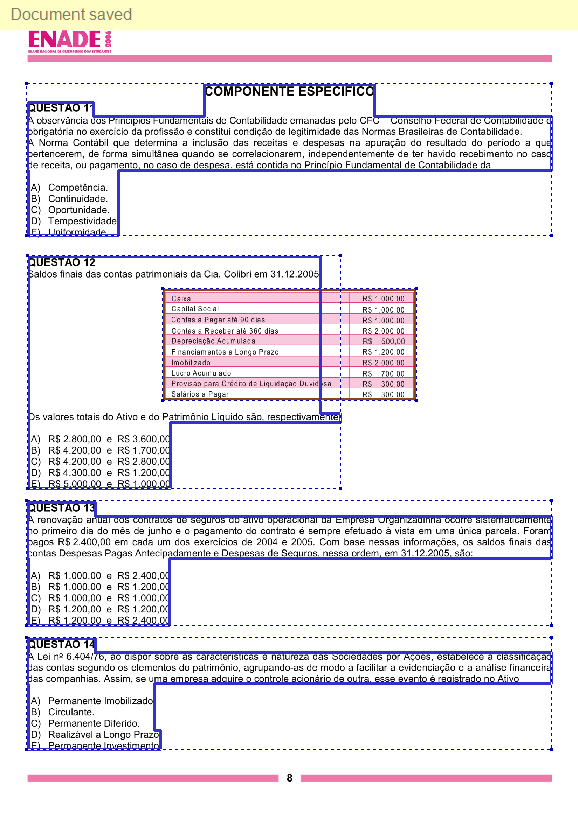 Document saved
ENADE 2006
EXAME NACIONAL DE DESEMPENHO DOS ESTUDANTES
COMPONENTE ESPECÍFICO
QUESTÃO 11
A observância dos Princípios Fundamentais de Contabilidade emanadas pelo CFC – Conselho Federal de Contabilidade é
obrigatória no exercício da profissão e constitui condição de legitimidade das Normas Brasileiras de Contabilidade.
A Norma Contábil que determina a inclusão das receitas e despesas na apuração do resultado do período a que
pertencerem, de forma simultânea quando se correlacionarem, independentemente de ter havido recebimento no caso
de receita, ou pagamento, no caso de despesa, está contida no Princípio Fundamental de Contabilidade da
A) Competência.
B) Continuidade.
C) Oportunidade.
D) Tempestividade.
E) Uniformidade.
QUESTÃO 12
Saldos finais das contas patrimoniais da Cia. Colibri em 31.12.2005:
Caixa R$ 1.000,00
Capital Social R$ 1.000,00
Contas a Pagar até 90 dias R$ 1.000,00
Contas a Receber até 360 dias R$ 2.000,00
Depreciação Acumulada R$ 500,00
Financiamentos a Longo Prazo R$ 1.200,00
Imobilizado R$ 2.000,00
Lucro Acumulado R$ 700,00
Provisão para Crédito de Liquidação Duvidosa R$ 300,00
Salários a Pagar R$ 300,00
Os valores totais do Ativo e do Patrimônio Líquido são, respectivamente,
A) R$ 2.800,00 e R$ 3.600,00
B) R$ 4.200,00 e R$ 1.700,00
C) R$ 4.200,00 e R$ 2.800,00
D) R$ 4.300,00 e R$ 1.200,00
E) R$ 5.000,00 e R$ 1.000,00
QUESTÃO 13
A renovação anual dos contratos de seguros do ativo operacional da Empresa Organizadinha ocorre sistematicamente
no primeiro dia do mês de junho e o pagamento do contrato é sempre efetuado à vista em uma única parcela. Foram
pagos R$ 2.400,00 em cada um dos exercícios de 2004 e 2005. Com base nessas informações, os saldos finais das
contas Despesas Pagas Antecipadamente e Despesas de Seguros, nessa ordem, em 31.12.2005, são:
A) R$ 1.000,00 e R$ 2.400,00
B) R$ 1.000,00 e R$ 1.200,00
C) R$ 1.000,00 e R$ 1.000,00
D) R$ 1.200,00 e R$ 1.200,00
E) R$ 1.200,00 e R$ 2.400,00
QUESTÃO 14
A Lei nº 6.404/76, ao dispor sobre as características e natureza das Sociedades por Ações, estabelece a classificação
das contas segundo os elementos do patrimônio, agrupando-as de modo a facilitar a evidenciação e a análise financeira
das companhias. Assim, se uma empresa adquire o controle acionário de outra, esse evento é registrado no Ativo
A) Permanente Imobilizado.
B) Circulante.
C) Permanente Diferido.
D) Realizável a Longo Prazo.
E) Permanente Investimento.
8